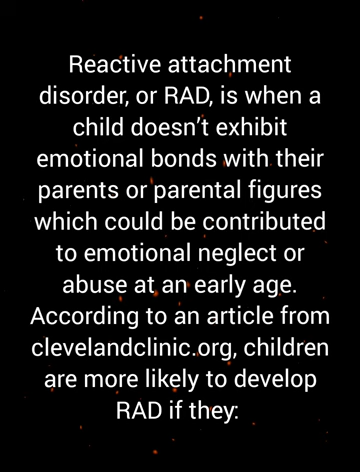 Reactive attachment
disorder, or RAD, is when a
child doesn’t exhibit
emotional bonds with their
parents or parental figures
which could be contributed
to emotional neglect or
abuse at an early age.
According to an article from
clevelandclinic.org, children
are more likely to develop
RAD if they: